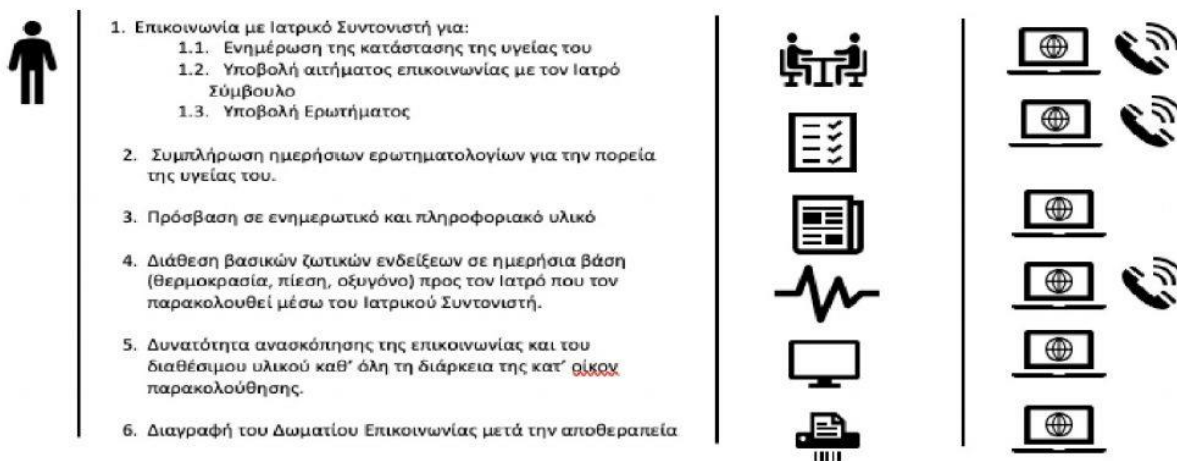 1. Επικοινωνία με Ιατρικό Συντονιστή για:
1.1. Ενημέρωση της κατάστασης της υγείας του
1.2. Υποβολή αιτήματος επικοινωνίας με τον Ιατρό
Σύμβουλο
1.3. Υποβολή Ερωτήματος
2. Συμπλήρωση ημερήσιων ερωτηματολογίων για την πορεία
της υγείας του.
3. Πρόσβαση σε ενημερωτικό και πληροφοριακό υλικό
4. Διάθεση βασικών ζωτικών ενδείξεων σε ημερήσια βάση
(θερμοκρασία, πίεση, οξυγόνο) προς τον Ιατρό που τον
παρακολουθεί μέσω του Ιατρικού Συντονιστή.
5. Δυνατότητα ανασκόπησης της επικοινωνίας και του
διαθέσιμου υλικού καθ’ όλη τη διάρκεια της κατ’ οίκον
παρακολούθησης.
6. Διαγραφή του Δωματίου Επικοινωνίας μετά την αποθεραπεία